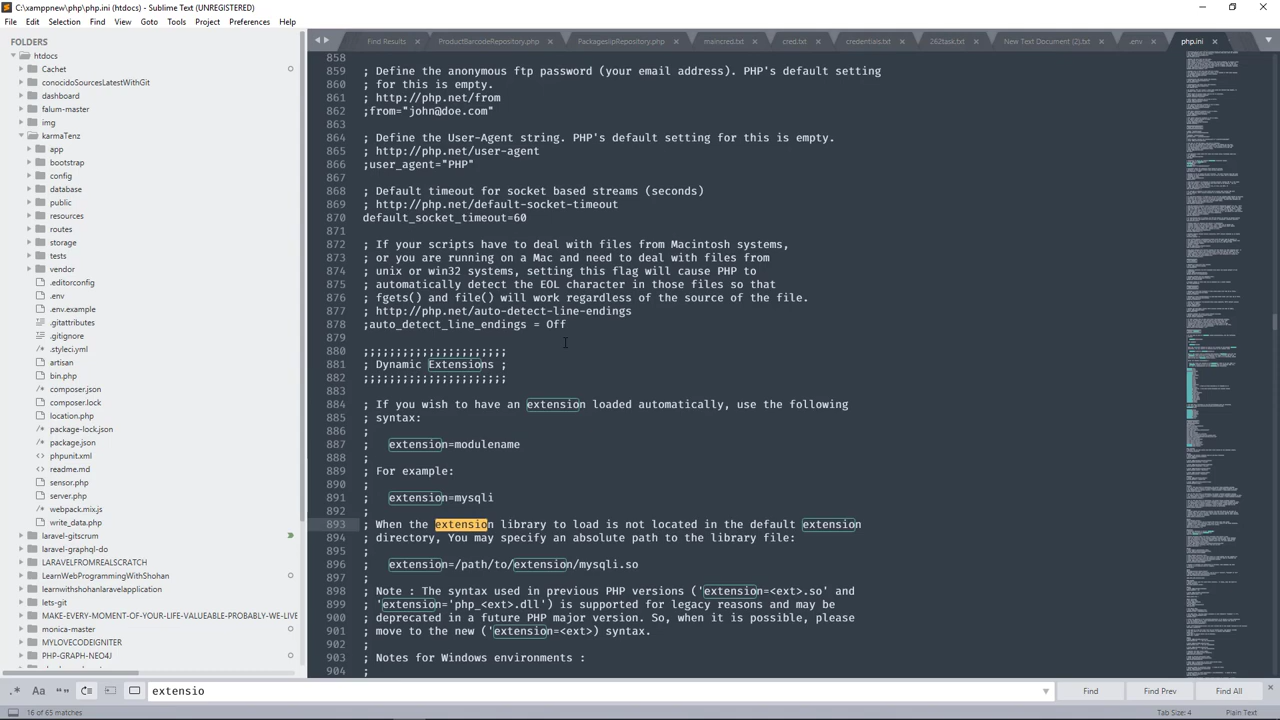 C:\xamppnew\php\php.ini (htdocs) - Sublime Text (UNREGISTERED)
File Edit Selection Find View Goto Tools Project Preferences Help
FOLDERS
htdocs
Cachet
conocidoSourcesLatestWithGit
dashboard
falum-master
img
karmaTenz
app
bootstrap
config
database
public
resources
routes
storage
tests
vendor
.editorconfig
.env
.env.example
.gitattributes
.gitignore
.styleci.yml
artisan
bin.php
composer.json
composer.lock
location.php
package-lock.json
package.json
phpunit.xml
readme.md
sensor.php
server.php
webpack.mix.js
write_data.php
laravel-gitscrum
laravel-graphql-do
LARAVELFROMREALSCRATCH
LearnWebProgrammingWithShohan
learnwithshohanlaravelapplication
lets-git
MAKE-EVERY-MOMENT-OF-YOUR-LIFE-VALUEABLE-PROBABLY-WE-LIVE
monica-master
MYCODEIGNITER
PHP-GRAPH-NEO4J
Find Results ProductBarcodeRepository.php PackageslipRepository.php maincred.txt cred.txt credentials.txt 262task.txt New Text Document (2).txt .env php.ini
858
859 ; Define the anonymous ftp password (your email address). PHP's default setting
860 ; for this is empty.
861 ; http://php.net/from
862 ;from="john@doe.com"
863
864 ; Define the User-Agent string. PHP's default setting for this is empty.
865 ; http://php.net/user-agent
866 ;user_agent="PHP"
867
868 ; Default timeout for socket based streams (seconds)
869 ; http://php.net/default-socket-timeout
870 default_socket_timeout=60
871
872 ; If your scripts have to deal with files from Macintosh systems,
873 ; or you are running on a Mac and need to deal with files from
874 ; unix or win32 systems, setting this flag will cause PHP to
875 ; automatically detect the EOL character in those files so that
876 ; fgets() and file() will work regardless of the source of the file.
877 ; http://php.net/auto-detect-line-endings
878 ;auto_detect_line_endings = Off
879
880 ;;;;;;;;;;;;;;;;;;;;;;
881 ; Dynamic Extensions ;
882 ;;;;;;;;;;;;;;;;;;;;;;
883
884 ; If you wish to have an extension loaded automatically, use the following
885 ; syntax:
886 ;
887 ;   extension=modulename
888 ;
889 ; For example:
890 ;
891 ;   extension=mysqli
892 ;
893 ; When the extension library to load is not located in the default extension
894 ; directory, You may specify an absolute path to the library file:
895 ;
896 ;   extension=/path/to/extension/mysqli.so
897 ;
898 ; Note : The syntax used in previous PHP versions ('extension=<ext>.so' and
899 ; 'extension='php_<ext>.dll') is supported for legacy reasons and may be
900 ; deprecated in a future PHP major version. So, when it is possible, please
901 ; move to the new ('extension=<ext>) syntax.
902 ;
903 ; Notes for Windows environments :
904 ;
.* Aa “” extensio Find Find Prev Find All
16 of 65 matches Tab Size: 4 Plain Text